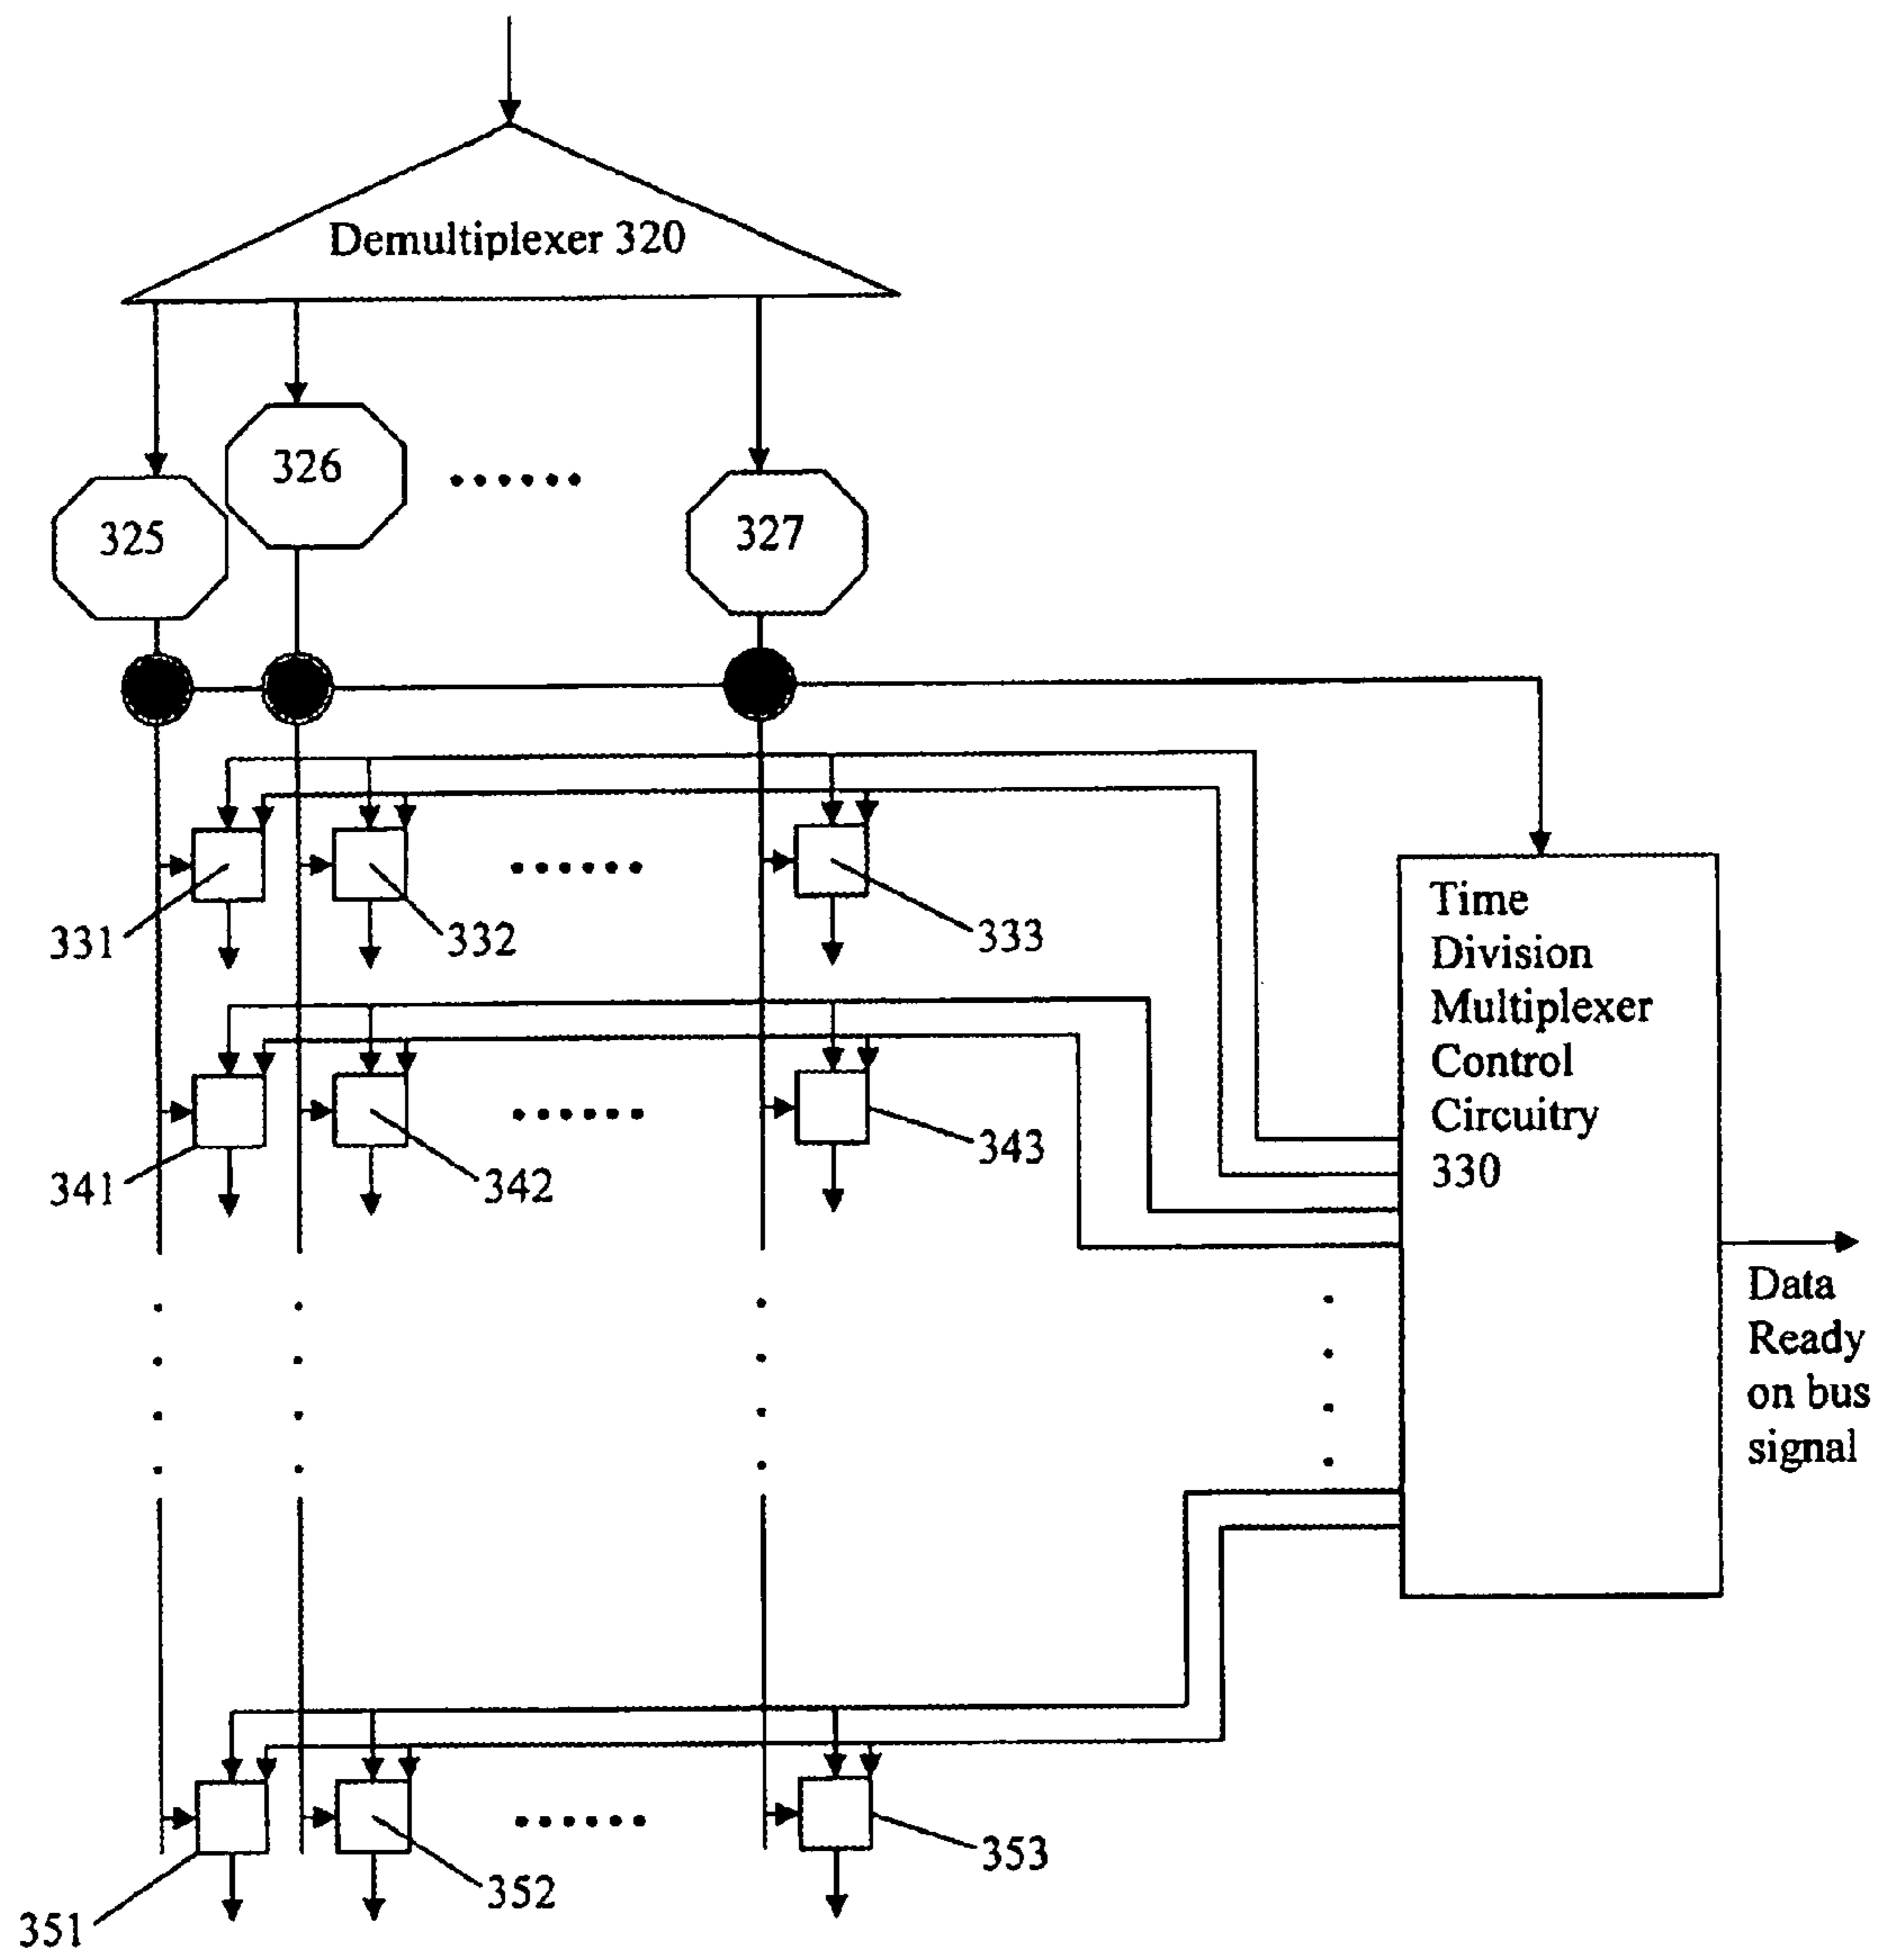 Demultiplexer 320
326
325
327
331
332
333
Time
Division
Multiplexer
Control
Circuitry
330
341
342
343
Data
Ready
on bus
signal
351
352
353